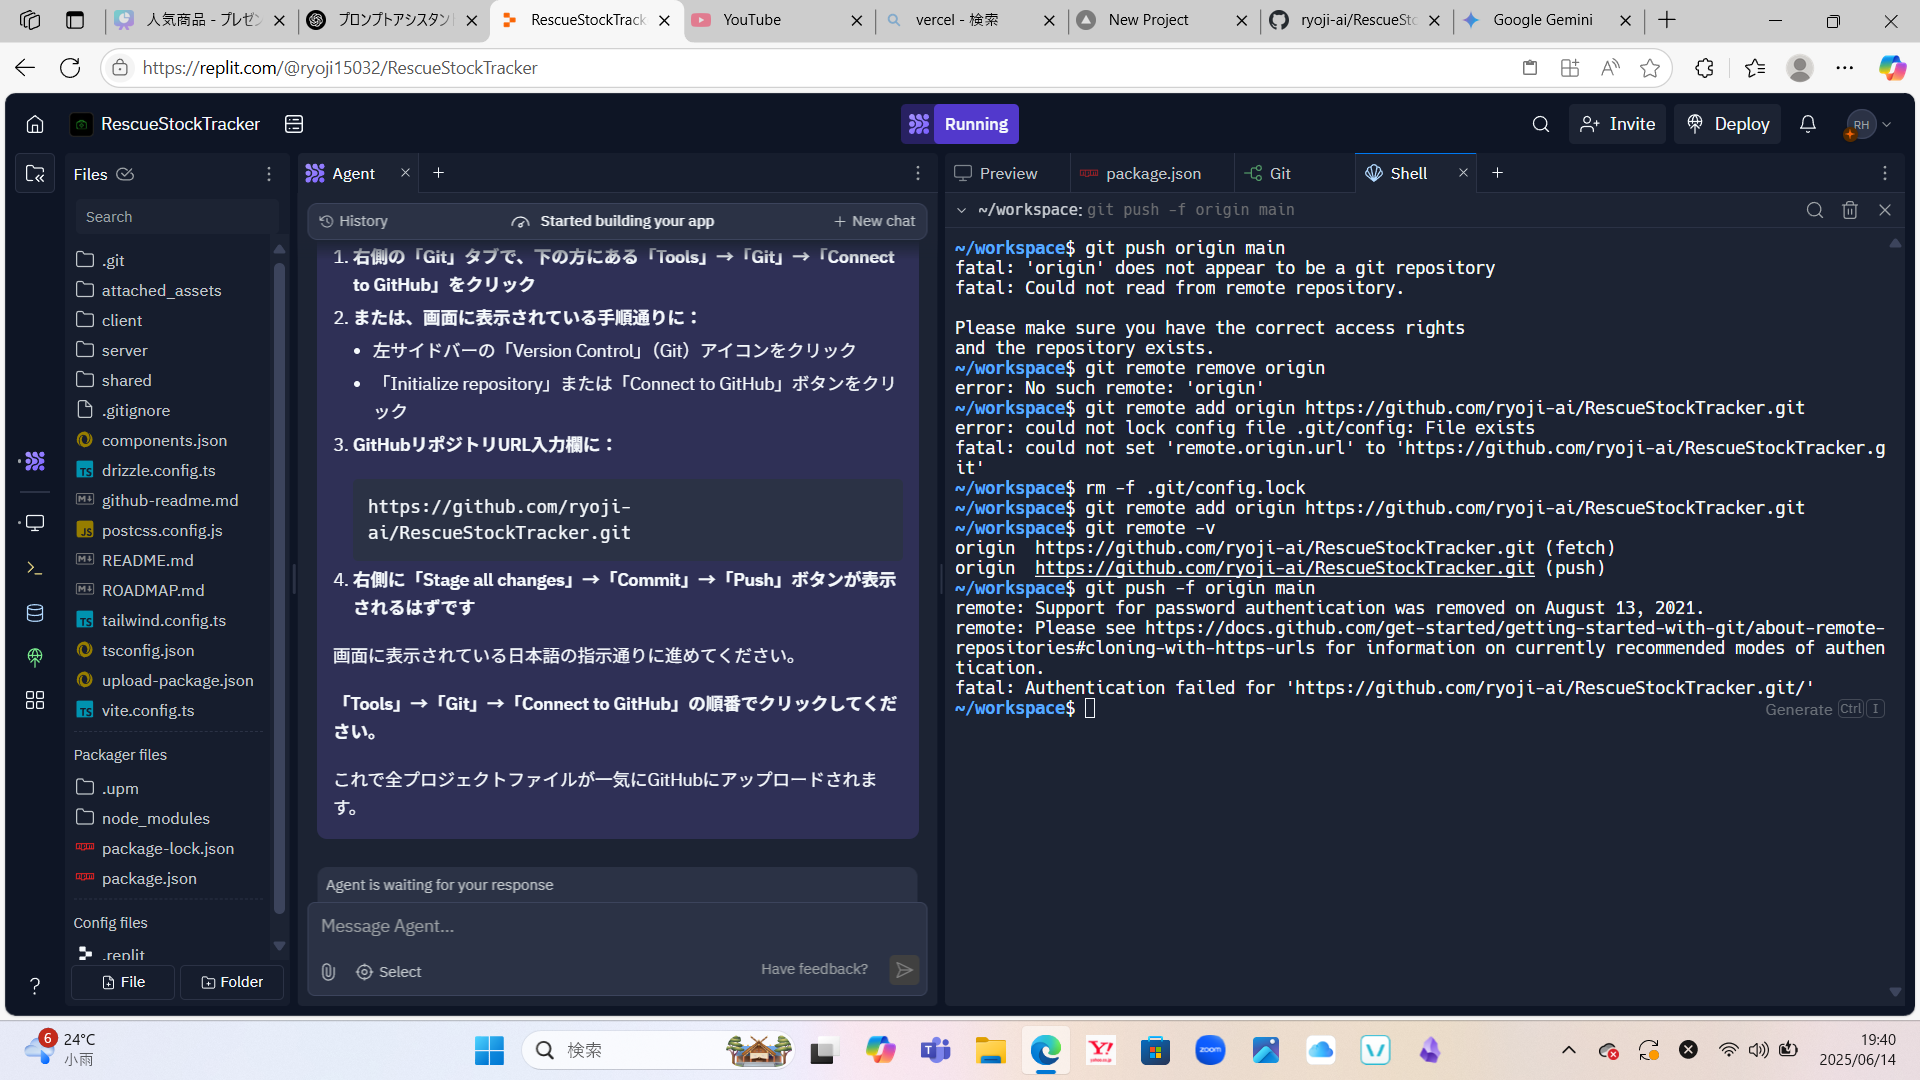 人気商品 - プレゼン
プロンプトアシスタント
RescueStockTrack
YouTube
vercel - 検索
New Project
ryoji-ai/RescueSto
Google Gemini
https://replit.com/@ryoji15032/RescueStockTracker
RescueStockTracker
Running
Invite
Deploy
RH
Files
Search
.git
attached_assets
client
server
shared
.gitignore
components.json
drizzle.config.ts
github-readme.md
postcss.config.js
README.md
ROADMAP.md
tailwind.config.ts
tsconfig.json
upload-package.json
vite.config.ts
Packager files
.upm
node_modules
package-lock.json
package.json
Config files
.replit
File
Folder
Agent
History
Started building your app
New chat
1. 右側の「Git」タブで、下の方にある「Tools」→「Git」→「Connect
to GitHub」をクリック
2. または、画面に表示されている手順通りに：
• 左サイドバーの「Version Control」（Git）アイコンをクリック
• 「Initialize repository」または「Connect to GitHub」ボタンをクリ
ック
3. GitHubリポジトリURL入力欄に：
https://github.com/ryoji-
ai/RescueStockTracker.git
4. 右側に「Stage all changes」→「Commit」→「Push」ボタンが表示
されるはずです
画面に表示されている日本語の指示通りに進めてください。
「Tools」→「Git」→「Connect to GitHub」の順番でクリックしてくだ
さい。
これで全プロジェクトファイルが一気にGitHubにアップロードされま
す。
Agent is waiting for your response
Message Agent...
Select
Have feedback?
Preview
package.json
Git
Shell
~/workspace: git push -f origin main
~/workspace$ git push origin main
fatal: 'origin' does not appear to be a git repository
fatal: Could not read from remote repository.
Please make sure you have the correct access rights
and the repository exists.
~/workspace$ git remote remove origin
error: No such remote: 'origin'
~/workspace$ git remote add origin https://github.com/ryoji-ai/RescueStockTracker.git
error: could not lock config file .git/config: File exists
fatal: could not set 'remote.origin.url' to 'https://github.com/ryoji-ai/RescueStockTracker.g
it'
~/workspace$ rm -f .git/config.lock
~/workspace$ git remote add origin https://github.com/ryoji-ai/RescueStockTracker.git
~/workspace$ git remote -v
origin https://github.com/ryoji-ai/RescueStockTracker.git (fetch)
origin https://github.com/ryoji-ai/RescueStockTracker.git (push)
~/workspace$ git push -f origin main
remote: Support for password authentication was removed on August 13, 2021.
remote: Please see https://docs.github.com/get-started/getting-started-with-git/about-remote-
repositories#cloning-with-https-urls for information on currently recommended modes of authen
tication.
fatal: Authentication failed for 'https://github.com/ryoji-ai/RescueStockTracker.git/'
~/workspace$
Generate Ctrl I
6
24°C
小雨
検索
zoom
19:40
2025/06/14